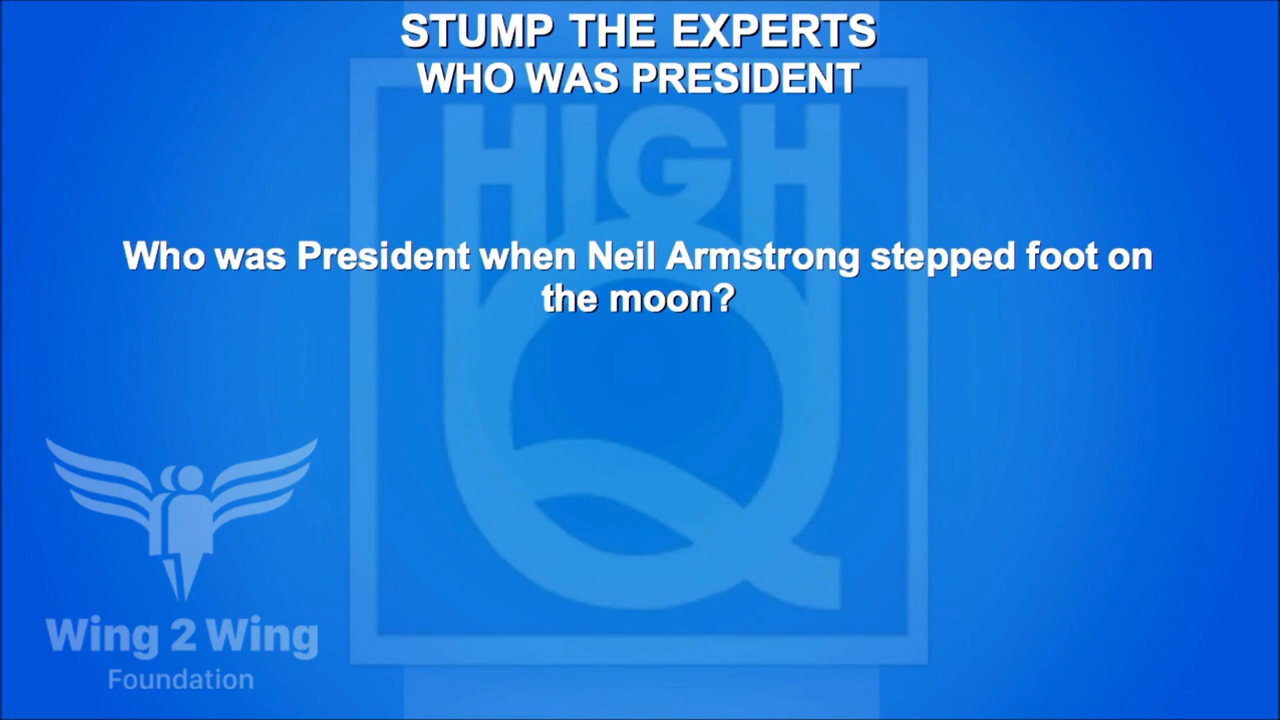 STUMP THE EXPERTS
WHO WAS PRESIDENT
HIGH
Q
Who was President when Neil Armstrong stepped foot on
the moon?
Wing 2 Wing
Foundation